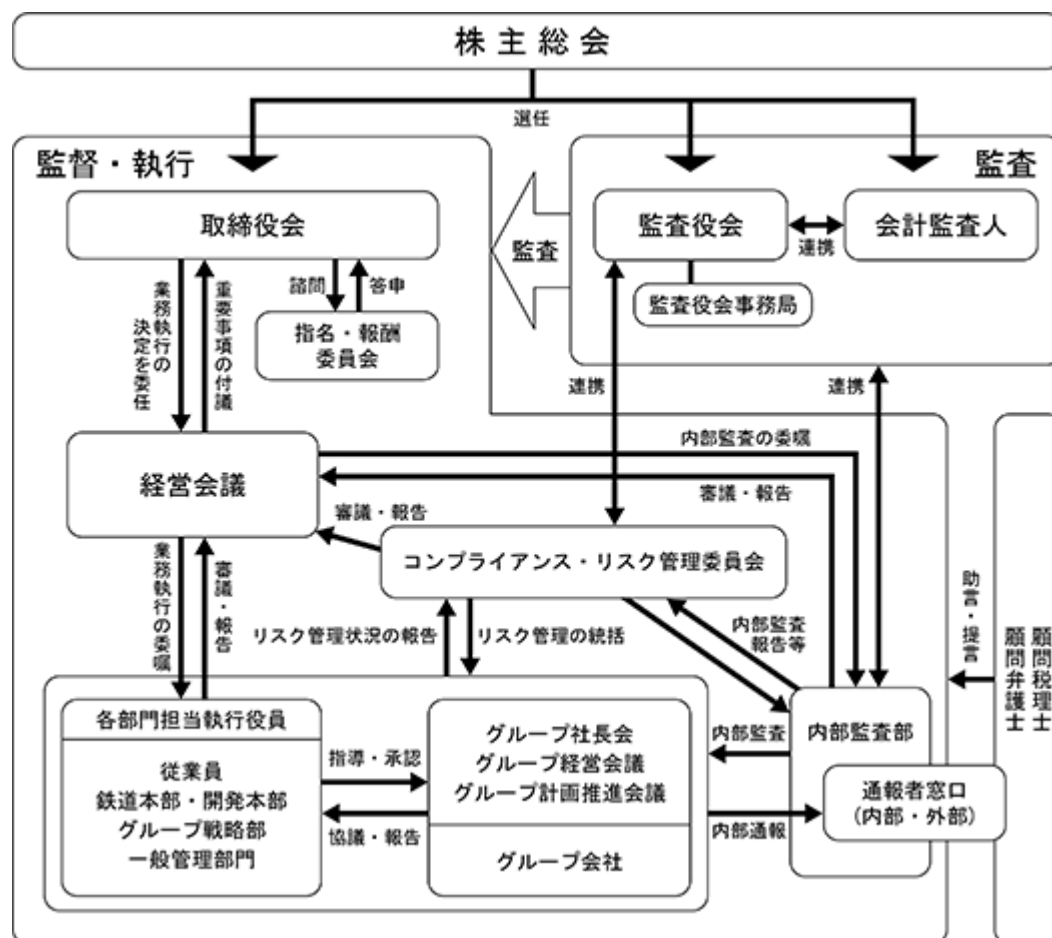 株主総会
選任
監督・執行
監査
取締役会
監査
監査役会
連携
会計監査人
監査役会事務局
諮問
答申
指名・報酬
委員会
業務執行の
決定を委任
重要事項の付議
連携
連携
経営会議
内部監査の委嘱
審議・報告
審議・報告
コンプライアンス・リスク管理委員会
業務執行の委嘱
審議・報告
リスク管理状況の報告
リスク管理の統括
内部監査
報告等
助言・提言
顧問税理士
顧問弁護士
各部門担当執行役員
従業員
鉄道本部・開発本部
グループ戦略部
一般管理部門
指導・承認
協議・報告
グループ社長会
グループ経営会議
グループ計画推進会議
グループ会社
内部監査
内部通報
内部監査部
通報者窓口
(内部・外部)